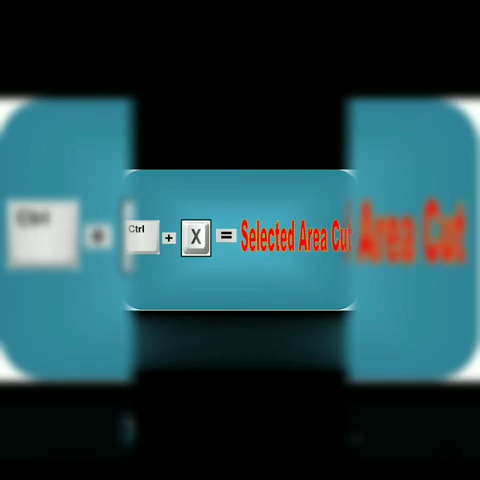 Ctrl + X = Selected Area Cut